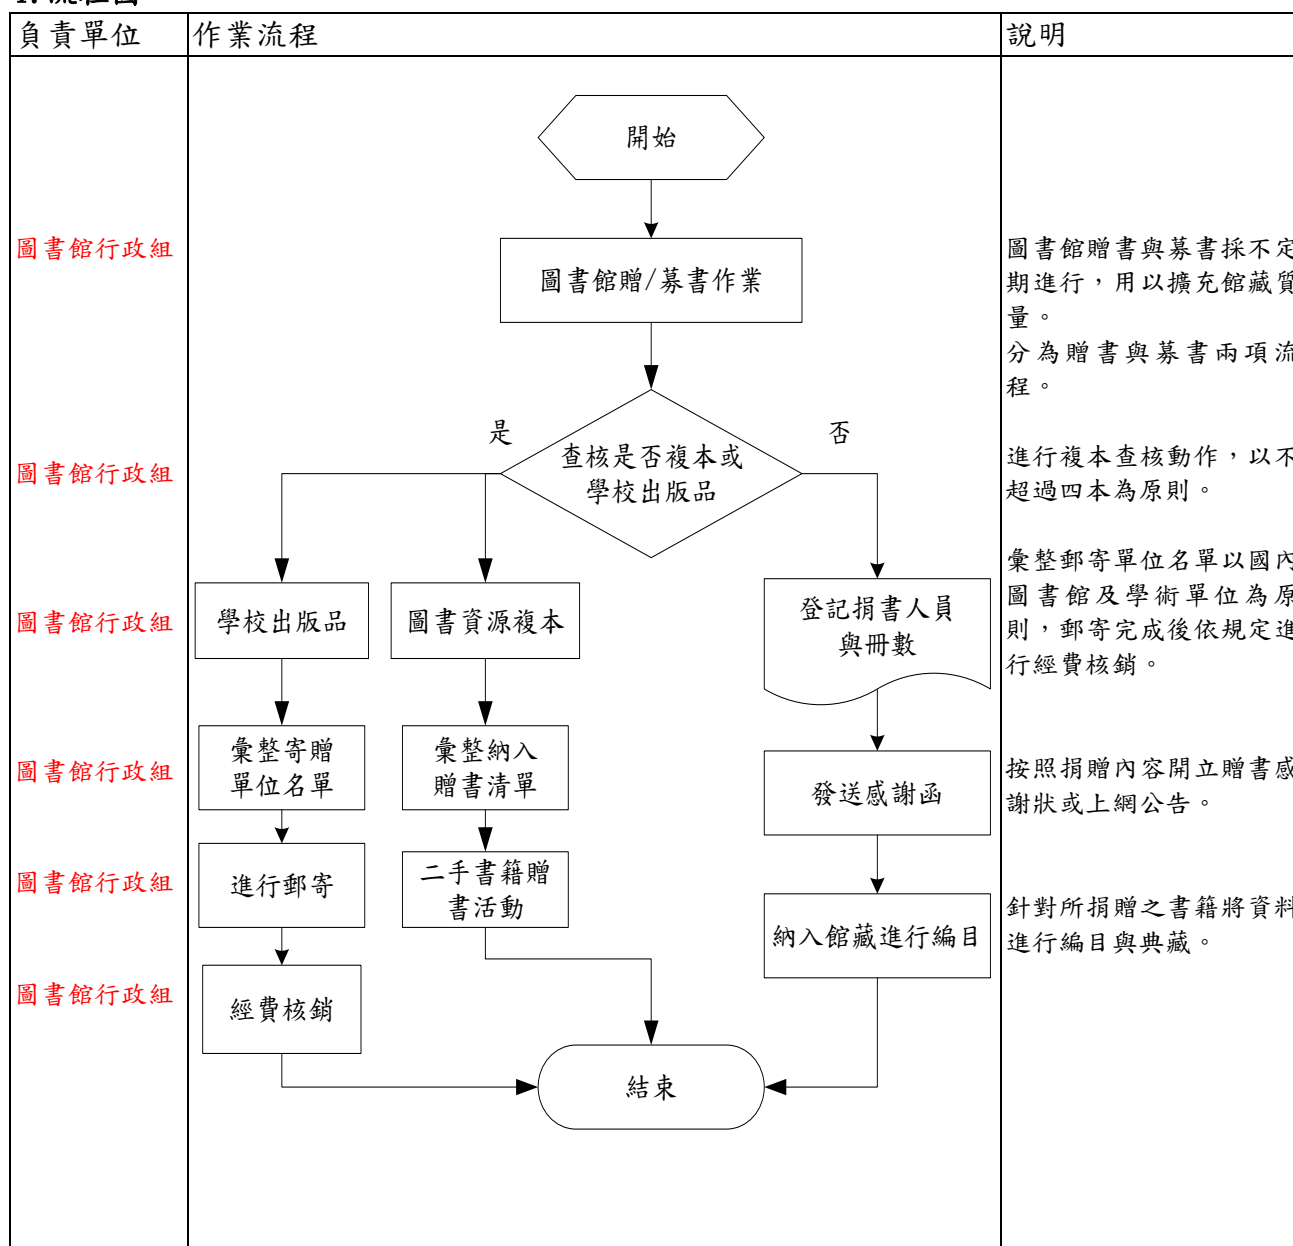 負責單位
作業流程
說明
開始
圖書館行政組
圖書館贈/募書作業
圖書館贈書與募書採不定
期進行，用以擴充館藏質
量。
分為贈書與募書兩項流
程。
是
否
圖書館行政組
查核是否複本或
學校出版品
進行複本查核動作，以不
超過四本為原則。
圖書館行政組
學校出版品
圖書資源複本
登記捐書人員
與冊數
彙整郵寄單位名單以國內
圖書館及學術單位為原
則，郵寄完成後依規定進
行經費核銷。
圖書館行政組
彙整寄贈
單位名單
彙整納入
贈書清單
發送感謝函
按照捐贈內容開立贈書感
謝狀或上網公告。
圖書館行政組
進行郵寄
二手書籍贈
書活動
納入館藏進行編目
針對所捐贈之書籍將資料
進行編目與典藏。
圖書館行政組
經費核銷
結束